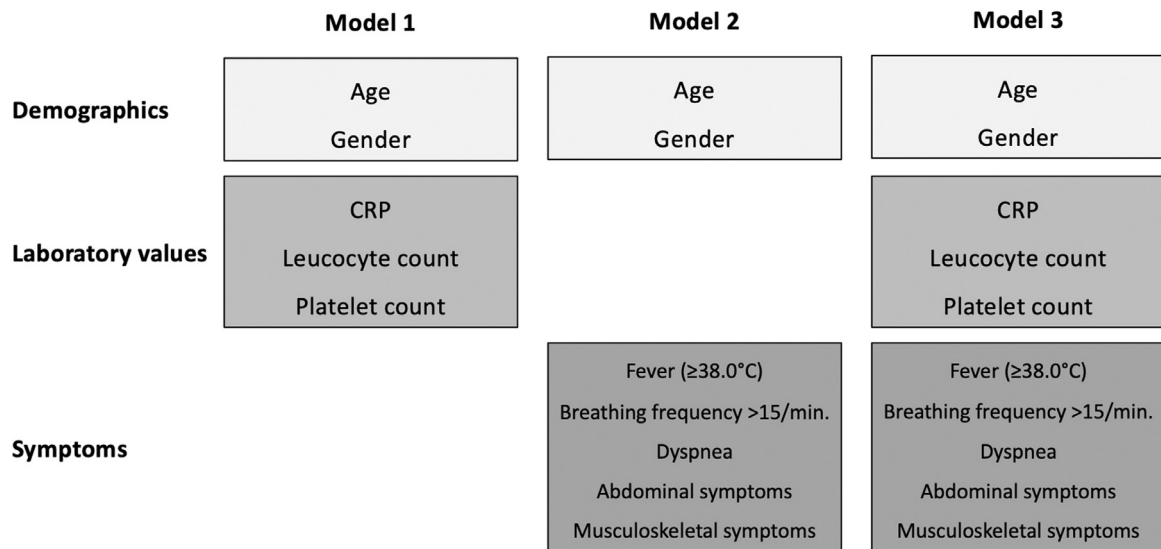 Model 1 Model 2 Model 3
Demographics
Age Age Age
Gender Gender Gender
Laboratory values
CRP CRP
Leucocyte count Leucocyte count
Platelet count Platelet count
Symptoms
Fever (≥38.0°C) Fever (≥38.0°C)
Breathing frequency >15/min. Breathing frequency >15/min.
Dyspnea Dyspnea
Abdominal symptoms Abdominal symptoms
Musculoskeletal symptoms Musculoskeletal symptoms